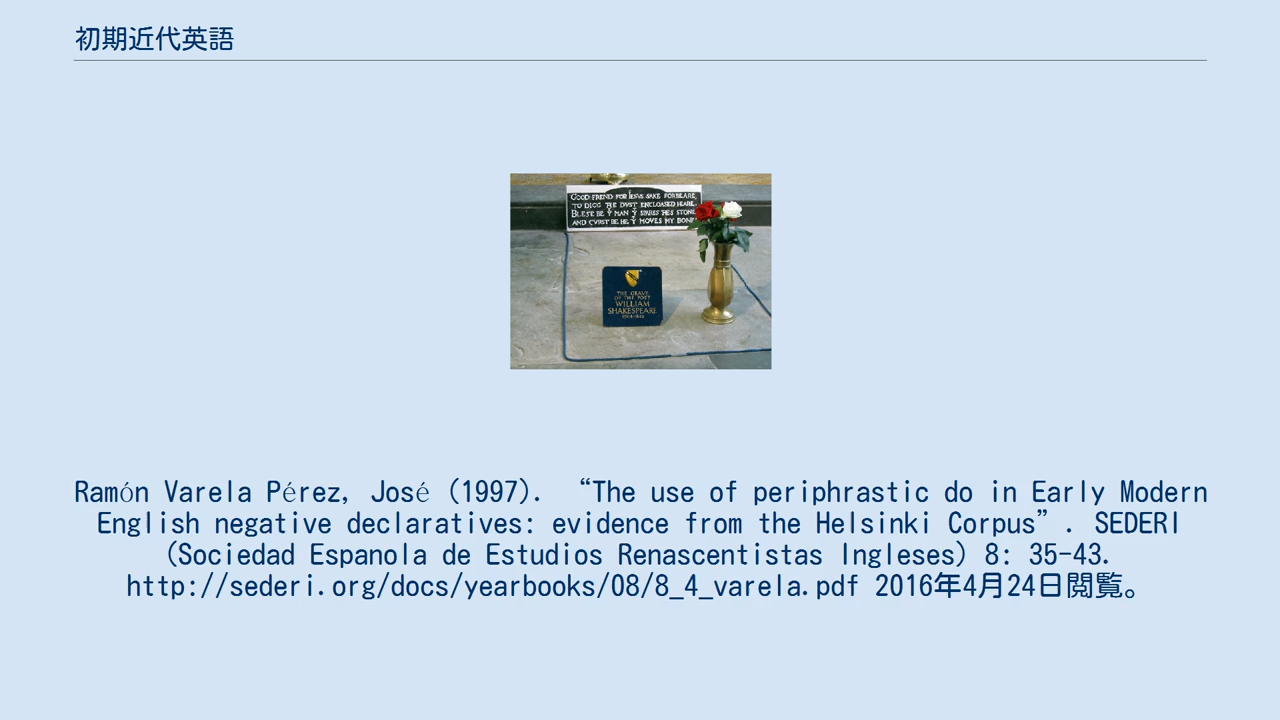 初期近代英語
GOOD FREND FOR IESVS SAKE FORBEARE,
TO DIGG THE DVST ENCLOASED HEARE.
BLESE BE Y MAN Y SPARES THES STONE
AND CVRST BE HE Y MOVES MY BONE
THE GRAVE
OF THE POET
WILLIAM
SHAKESPEARE
Ramón Varela Pérez, José (1997). “The use of periphrastic do in Early Modern
English negative declaratives: evidence from the Helsinki Corpus”. SEDERI
(Sociedad Espanola de Estudios Renascentistas Ingleses) 8: 35-43.
http://sederi.org/docs/yearbooks/08/8_4_varela.pdf 2016年4月24日閲覧。